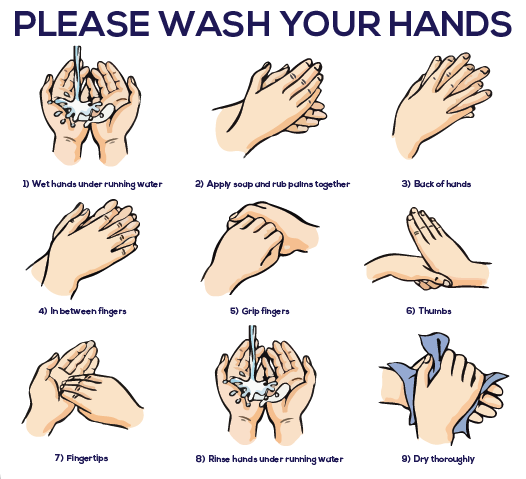 PLEASE WASH YOUR HANDS
1) Wet hands under running water
2) Apply soap and rub palms together
3) Back of hands
4) In between fingers
5) Grip fingers
6) Thumbs
7) Fingertips
8) Rinse hands under running water
9) Dry thoroughly